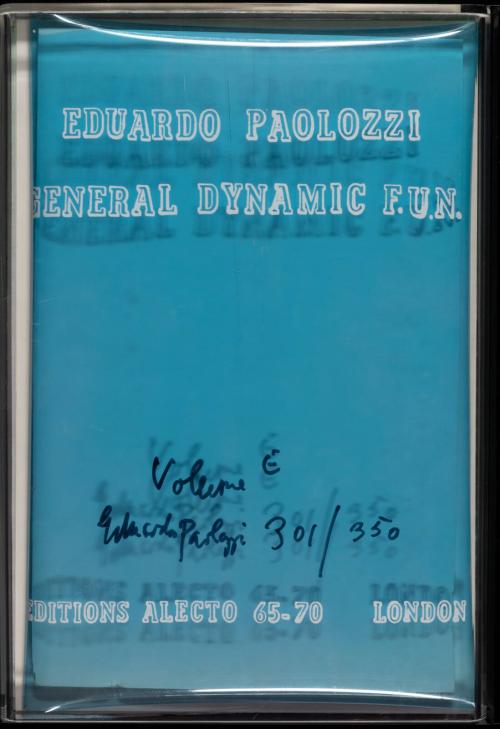 EDUARDO PAOLOZZI
GENERAL DYNAMIC F.U.N.
Volume E
Eduardo Paolozzi 301/350
EDITIONS ALECTO 65-70 LONDON